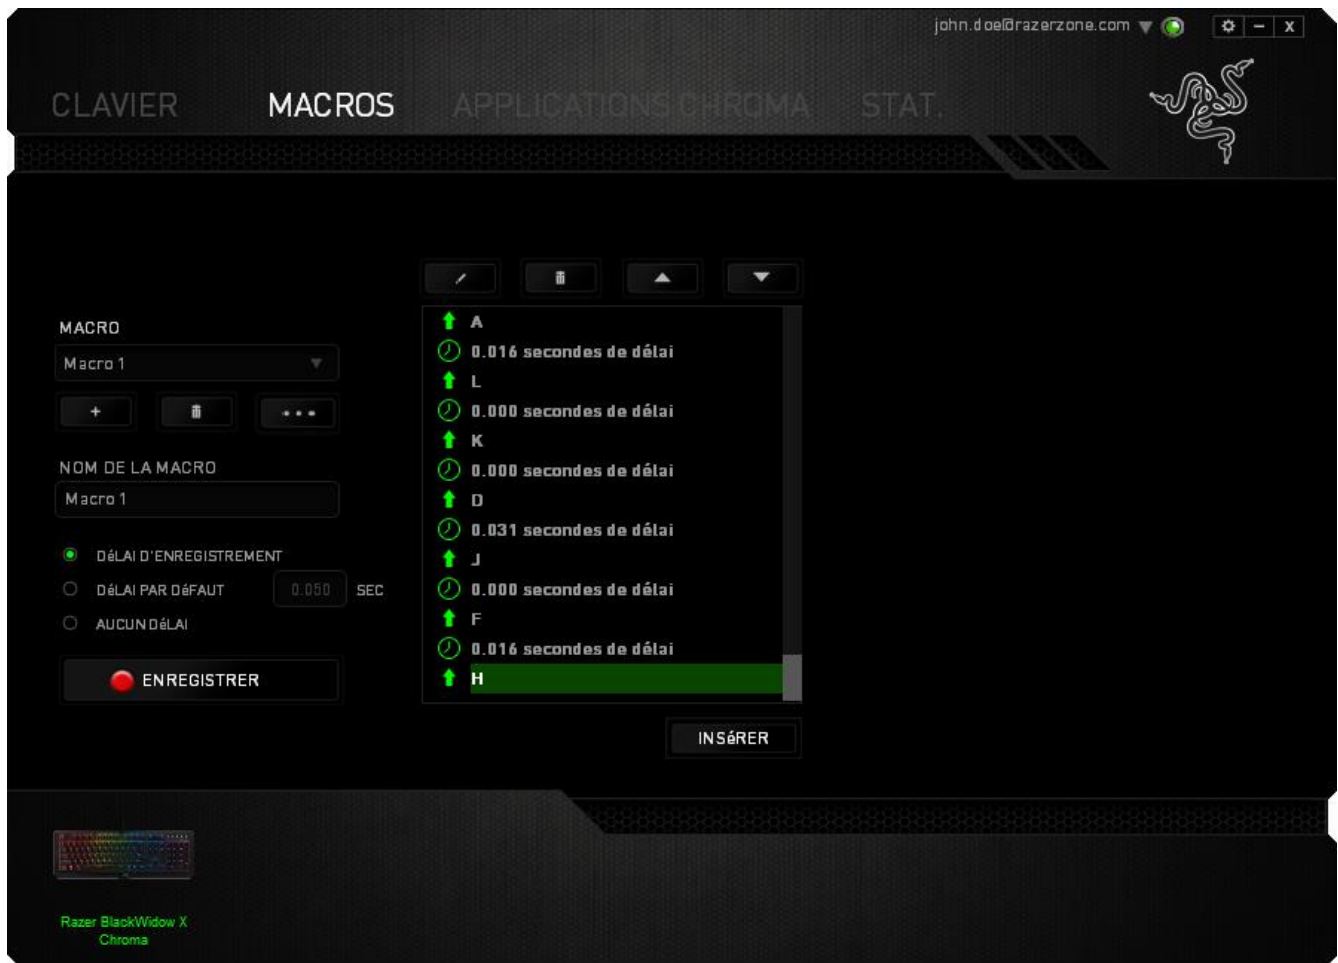 john.doe@razerzone.com
CLAVIER MACROS APPLICATIONS CHROMA STAT.
MACRO
Macro 1
NOM DE LA MACRO
Macro 1
DéLAI D'ENREGISTREMENT
DéLAI PAR DéFAUT 0.050 SEC
AUCUN DéLAI
ENREGISTRER
A
0.016 secondes de délai
L
0.000 secondes de délai
K
0.000 secondes de délai
D
0.031 secondes de délai
J
0.000 secondes de délai
F
0.016 secondes de délai
H
INSéRER
Razer BlackWidow X
Chroma